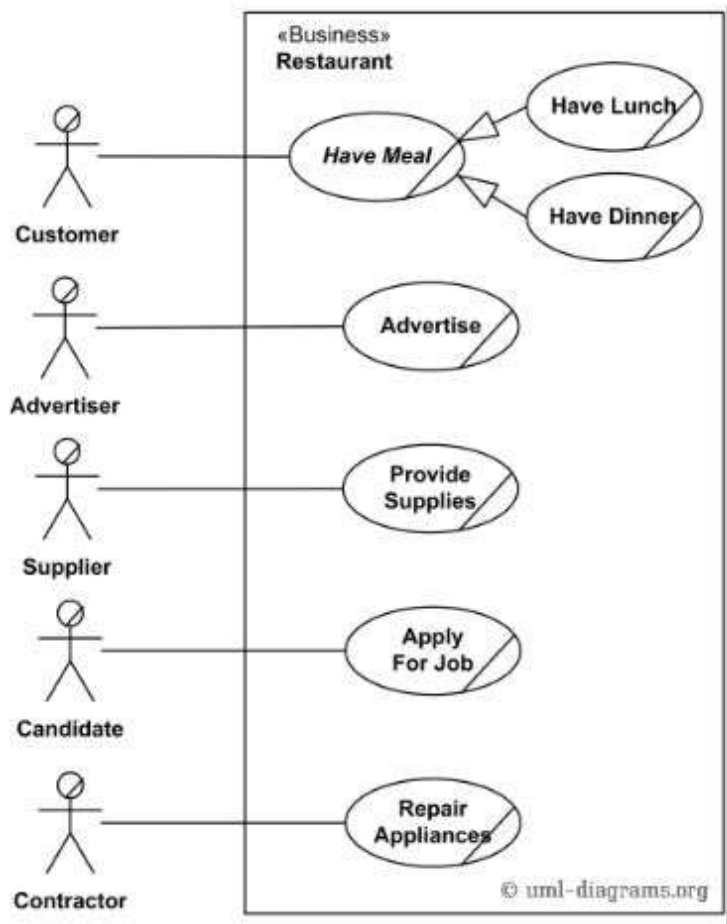 «Business»
Restaurant
Have Lunch
Have Meal
Have Dinner
Customer
Advertise
Advertiser
Provide
Supplies
Supplier
Apply
For Job
Candidate
Repair
Appliances
Contractor
© uml-diagrams.org